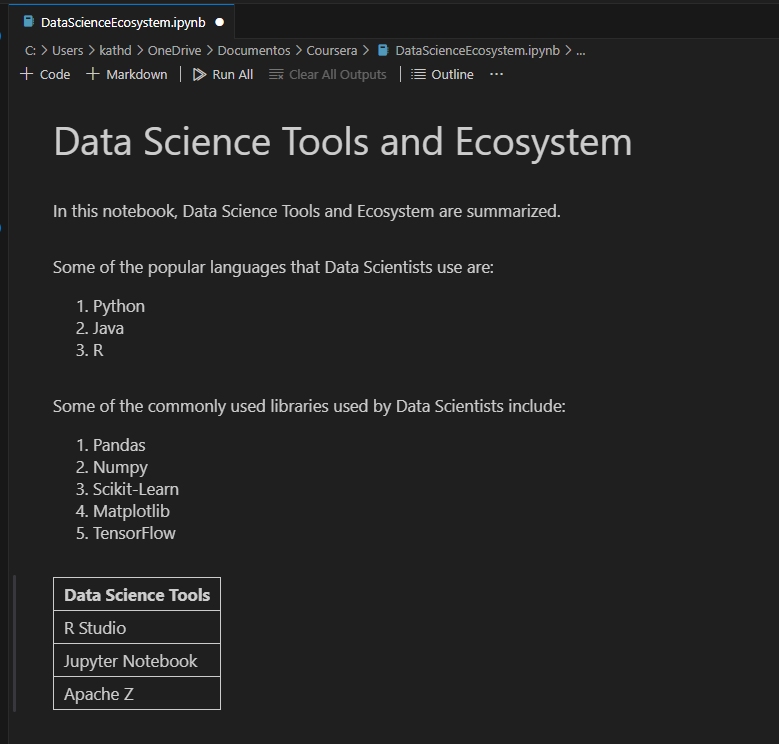 DataScienceEcosystem.ipynb
C: > Users > kathd > OneDrive > Documentos > Coursera > DataScienceEcosystem.ipynb > ...
+ Code + Markdown | Run All Clear All Outputs | Outline ...
Data Science Tools and Ecosystem
In this notebook, Data Science Tools and Ecosystem are summarized.
Some of the popular languages that Data Scientists use are:
1. Python
2. Java
3. R
Some of the commonly used libraries used by Data Scientists include:
1. Pandas
2. Numpy
3. Scikit-Learn
4. Matplotlib
5. TensorFlow
Data Science Tools
R Studio
Jupyter Notebook
Apache Z